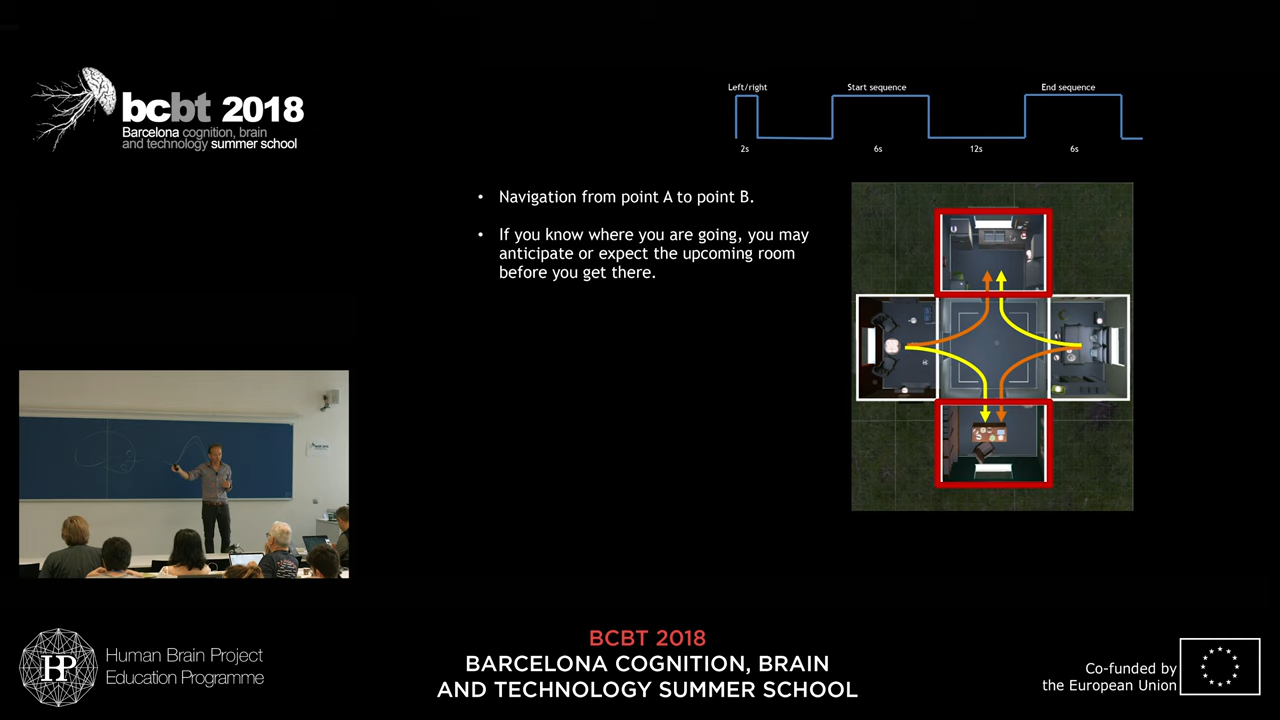 bcbt 2018
Barcelona cognition, brain
and technology summer school
Left/right
Start sequence
End sequence
2s
6s
12s
6s
• Navigation from point A to point B.
• If you know where you are going, you may
anticipate or expect the upcoming room
before you get there.
HP
Human Brain Project
Education Programme
BCBT 2018
BARCELONA COGNITION, BRAIN
AND TECHNOLOGY SUMMER SCHOOL
Co-funded by
the European Union